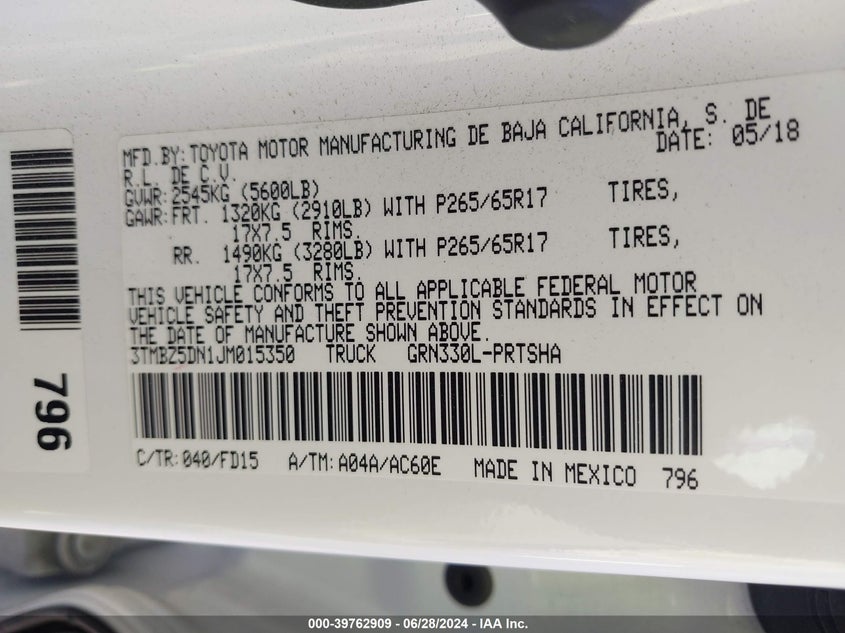 MFD.BY:TOYOTA MOTOR MANUFACTURING DE BAJA CALIFORNIA, S. DE
R.L. DE C.V. DATE: 05/18
GVWR:2545KG (5600LB)
GAWR:FRT. 1320KG (2910LB) WITH P265/65R17 TIRES,
17X7.5 RIMS.
RR. 1490KG (3280LB) WITH P265/65R17 TIRES,
17X7.5 RIMS.
THIS VEHICLE CONFORMS TO ALL APPLICABLE FEDERAL MOTOR
VEHICLE SAFETY AND THEFT PREVENTION STANDARDS IN EFFECT ON
THE DATE OF MANUFACTURE SHOWN ABOVE.
3TMBZ5DN1JM015350 TRUCK GRN330L-PRTSHA
C/TR:040/FD15 A/TM:A04A/AC60E MADE IN MEXICO 796
796
000-39762909 - 06/28/2024 - IAA Inc.